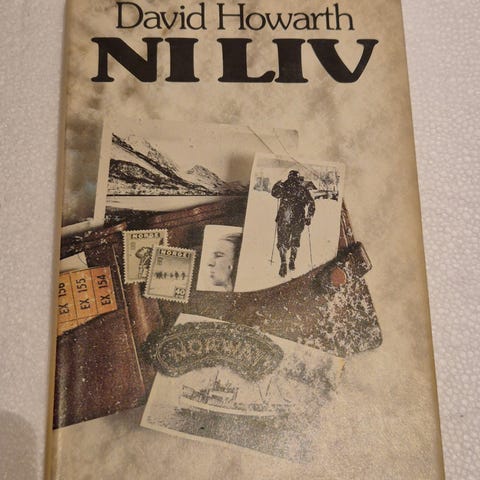 David Howarth
NI LIV
NORGE
NORGE
EX 156
EX 155
EX 154
NORWAY